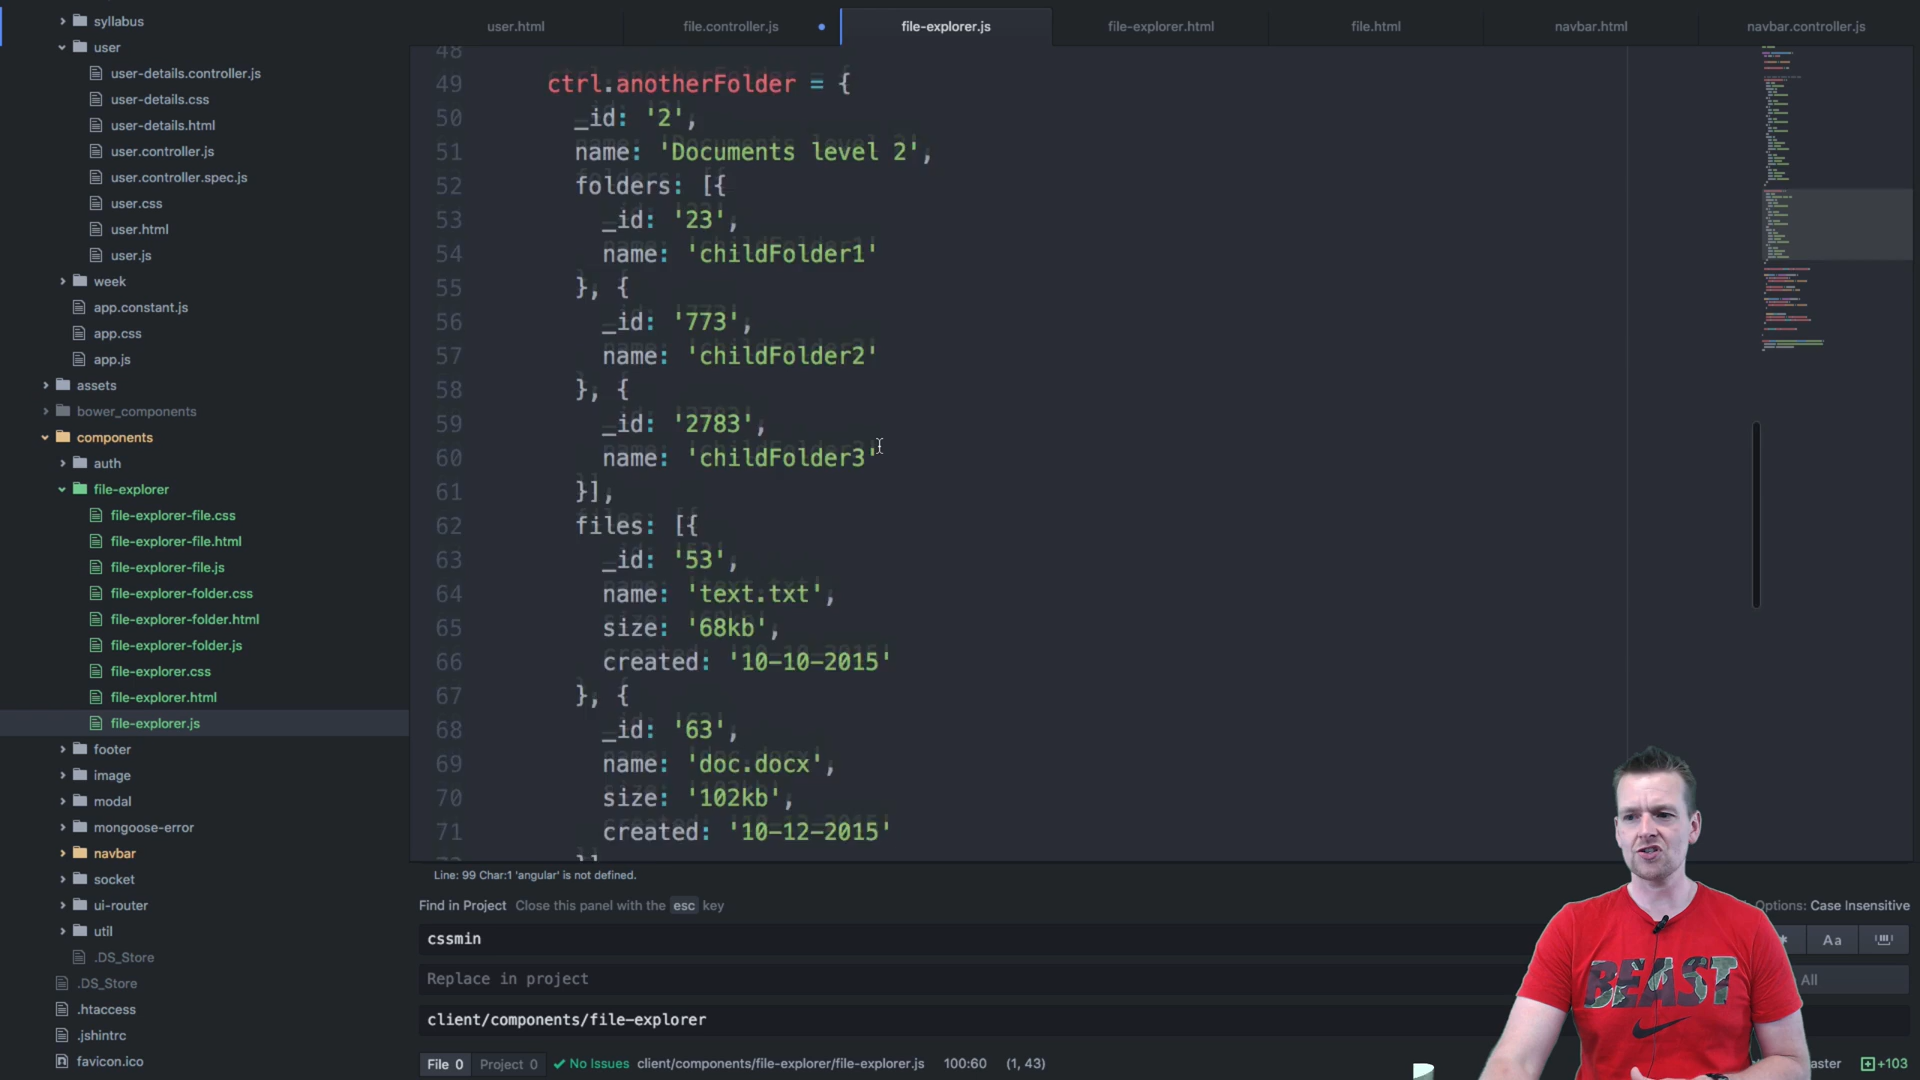 syllabus
user
user-details.controller.js
user-details.css
user-details.html
user.controller.js
user.controller.spec.js
user.css
user.html
user.js
week
app.constant.js
app.css
app.js
assets
bower_components
components
auth
file-explorer
file-explorer-file.css
file-explorer-file.html
file-explorer-file.js
file-explorer-folder.css
file-explorer-folder.html
file-explorer-folder.js
file-explorer.css
file-explorer.html
file-explorer.js
footer
image
modal
mongoose-error
navbar
socket
ui-router
util
.DS_Store
.DS_Store
.htaccess
.jshintrc
favicon.ico
user.html file.controller.js file-explorer.js file-explorer.html file.html navbar.html navbar.controller.js
48
49 ctrl.anotherFolder = {
50 _id: '2',
51 name: 'Documents level 2',
52 folders: [{
53 _id: '23',
54 name: 'childFolder1'
55 }, {
56 _id: '773',
57 name: 'childFolder2'
58 }, {
59 _id: '2783',
60 name: 'childFolder3'
61 }],
62 files: [{
63 _id: '53',
64 name: 'text.txt',
65 size: '68kb',
66 created: '10-10-2015'
67 }, {
68 _id: '63',
69 name: 'doc.docx',
70 size: '102kb',
71 created: '10-12-2015'
Line: 99 Char:1 'angular' is not defined.
Find in Project Close this panel with the esc key
Options: Case Insensitive
cssmin
Aa
Replace in project
All
client/components/file-explorer
File 0 Project 0 No Issues client/components/file-explorer/file-explorer.js 100:60 (1, 43)
+103
BEAST